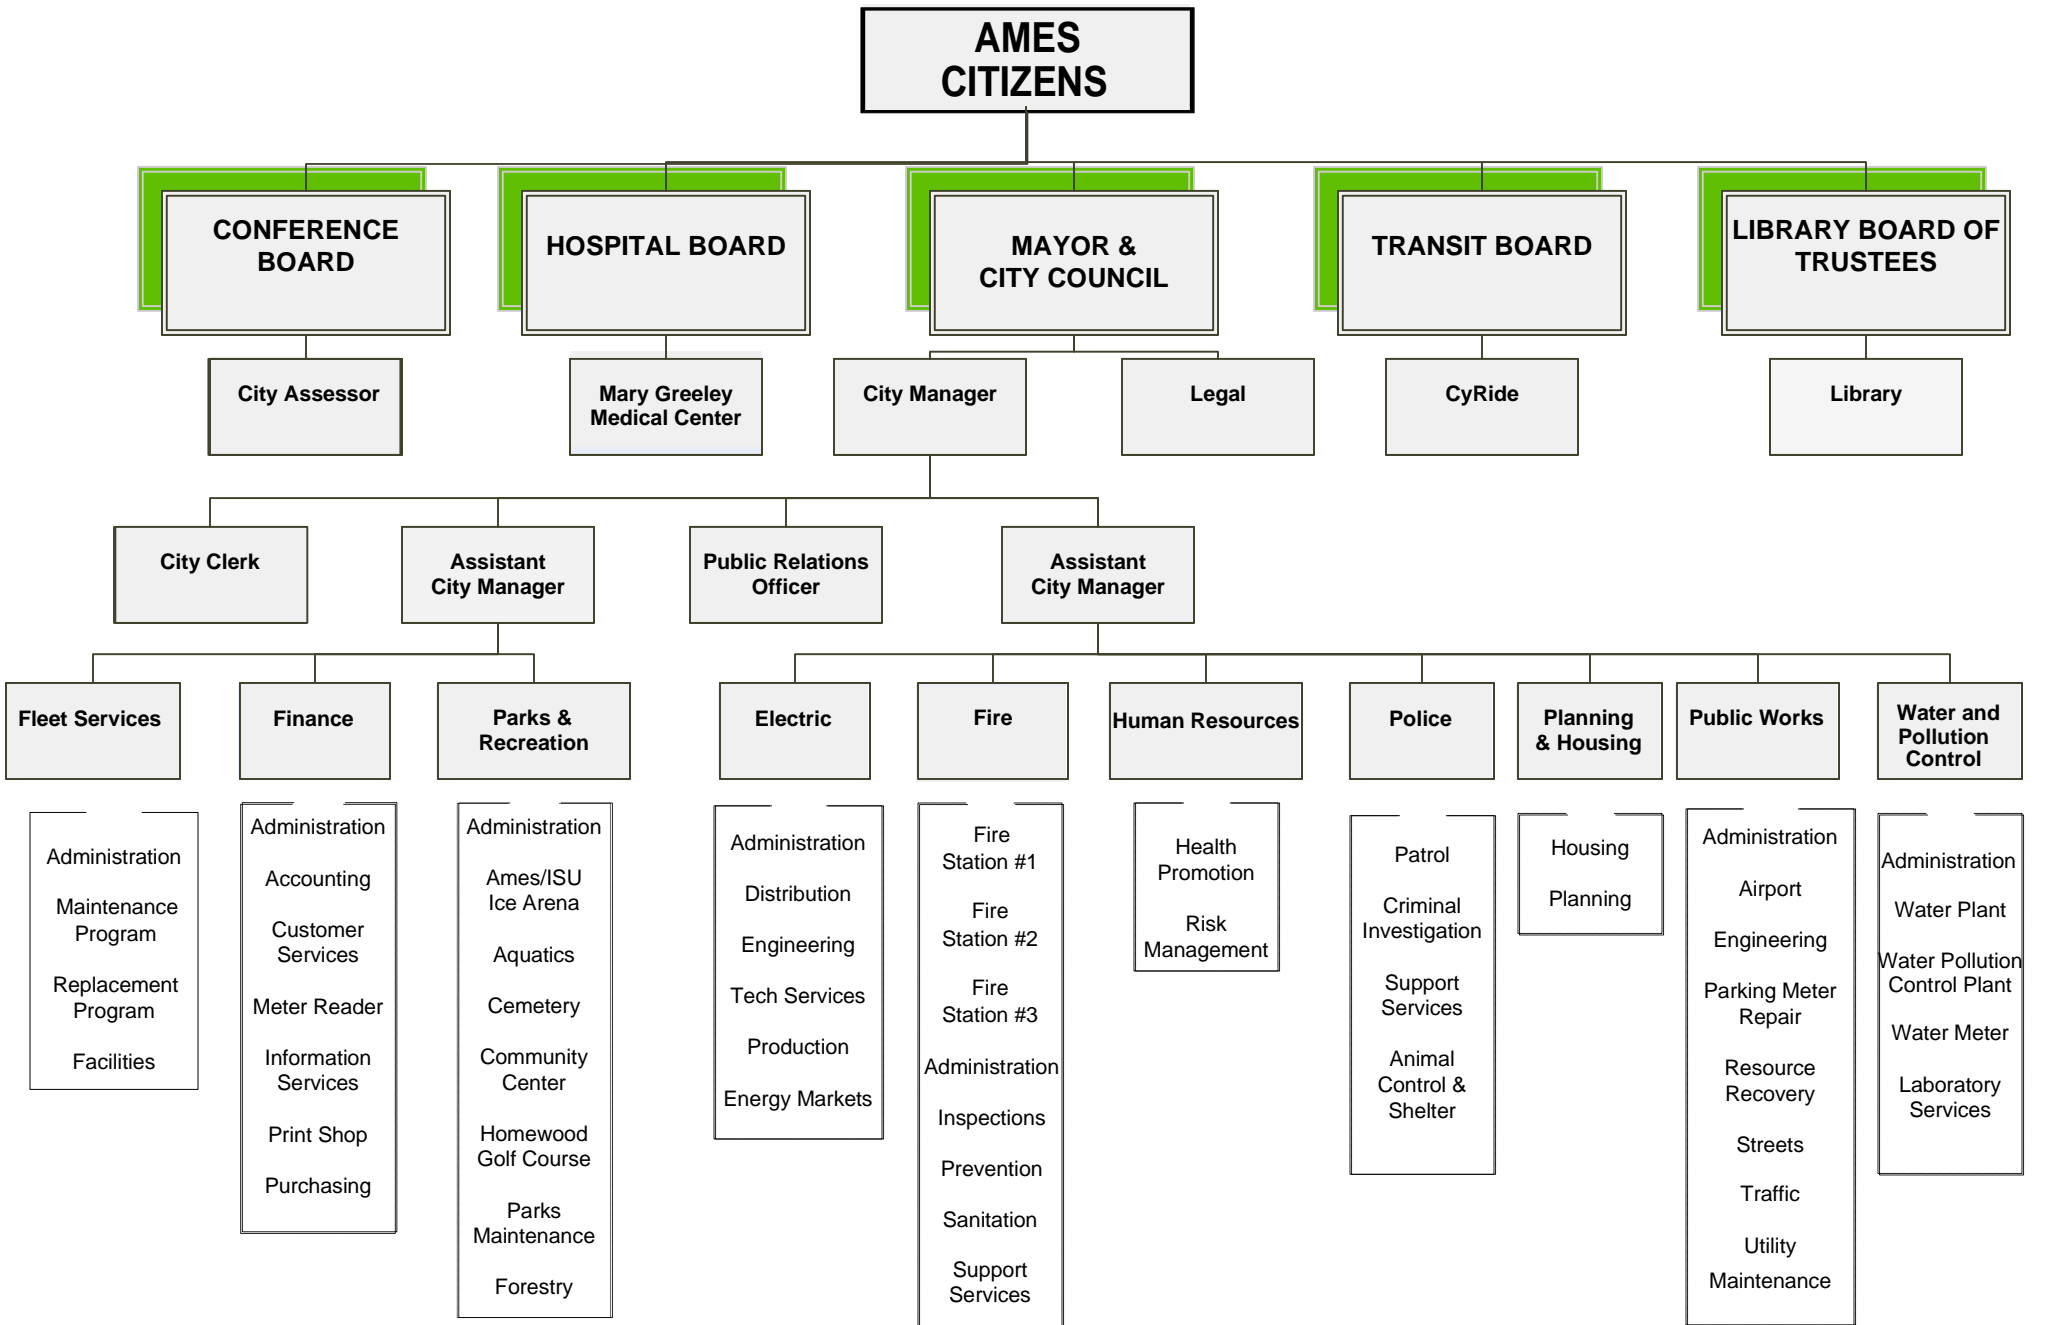 AMES
CITIZENS
CONFERENCE
BOARD
HOSPITAL BOARD
MAYOR &
CITY COUNCIL
TRANSIT BOARD
LIBRARY BOARD OF
TRUSTEES
City Assessor
Mary Greeley
Medical Center
City Manager
Legal
CyRide
Library
City Clerk
Assistant
City Manager
Public Relations
Officer
Assistant
City Manager
Fleet Services
Finance
Parks &
Recreation
Electric
Fire
Human Resources
Police
Planning
& Housing
Public Works
Water and
Pollution
Control
Administration
Maintenance
Program
Replacement
Program
Facilities
Administration
Accounting
Customer
Services
Meter Reader
Information
Services
Print Shop
Purchasing
Administration
Ames/ISU
Ice Arena
Aquatics
Cemetery
Community
Center
Homewood
Golf Course
Parks
Maintenance
Forestry
Administration
Distribution
Engineering
Tech Services
Production
Energy Markets
Fire
Station #1
Fire
Station #2
Fire
Station #3
Administration
Inspections
Prevention
Sanitation
Support
Services
Health
Promotion
Risk
Management
Patrol
Criminal
Investigation
Support
Services
Animal
Control &
Shelter
Housing
Planning
Administration
Airport
Engineering
Parking Meter
Repair
Resource
Recovery
Streets
Traffic
Utility
Maintenance
Administration
Water Plant
Water Pollution
Control Plant
Water Meter
Laboratory
Services